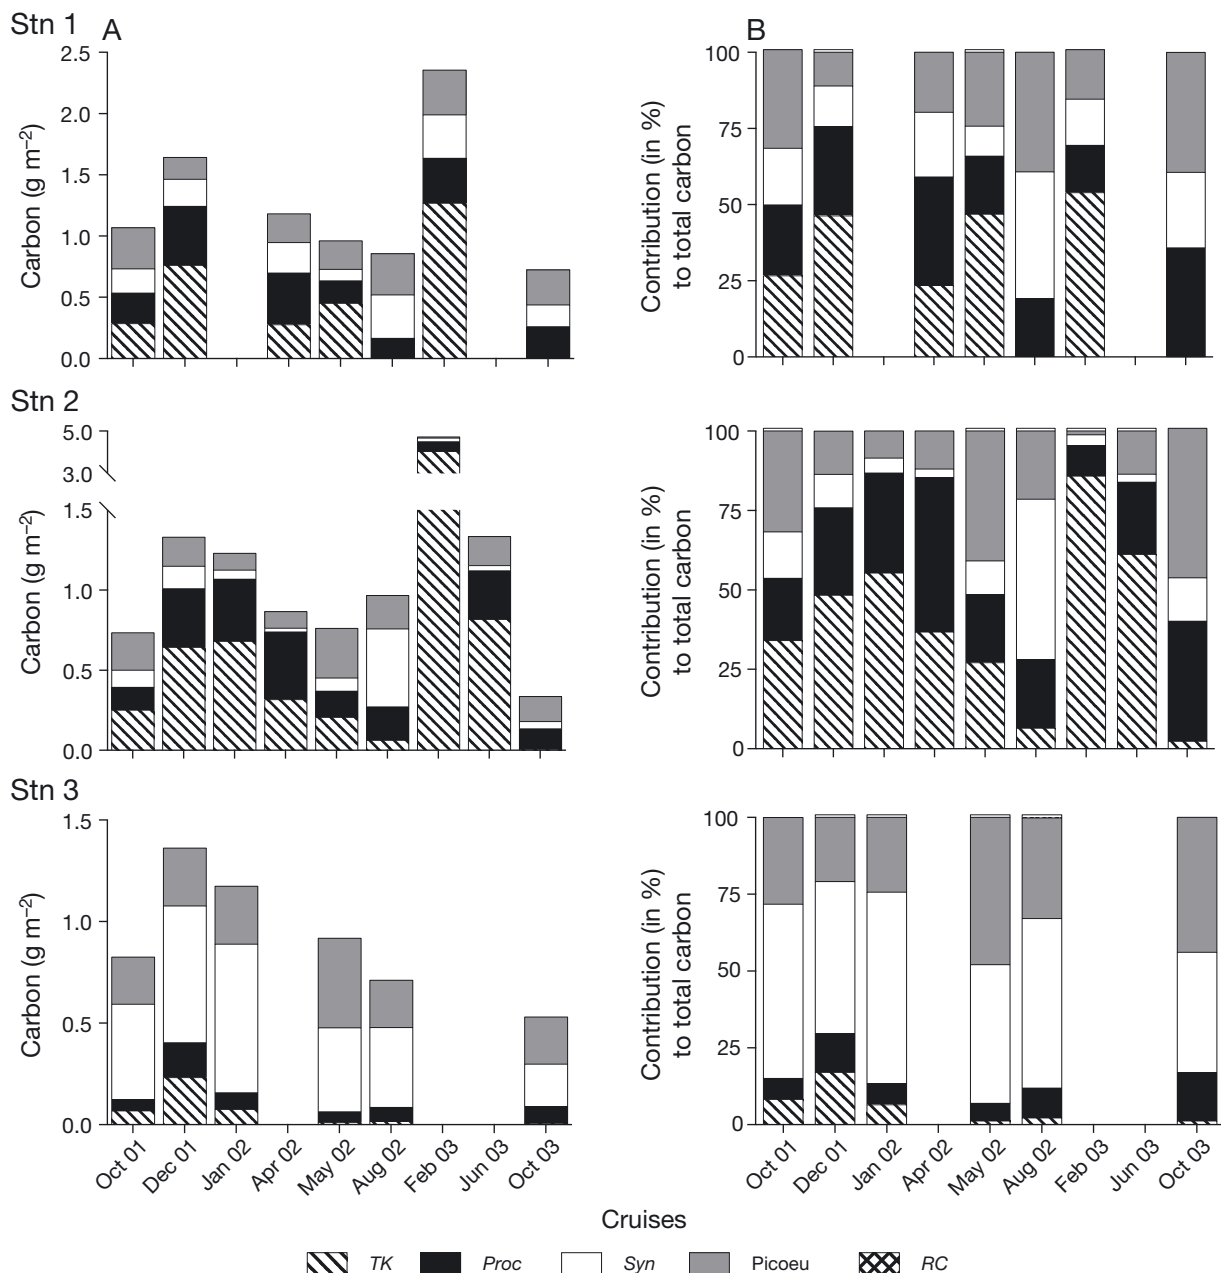 Stn 1
A
B
2.5
2.0
1.5
1.0
0.5
0.0
Carbon (g m⁻²)
100
75
50
25
0
Contribution (in %)
to total carbon
Stn 2
5.0
3.0
1.5
1.0
0.5
0.0
Carbon (g m⁻²)
100
75
50
25
0
Contribution (in %)
to total carbon
Stn 3
1.5
1.0
0.5
0.0
Carbon (g m⁻²)
100
75
50
25
0
Contribution (in %)
to total carbon
Oct 01
Dec 01
Jan 02
Apr 02
May 02
Aug 02
Feb 03
Jun 03
Oct 03
Oct 01
Dec 01
Jan 02
Apr 02
May 02
Aug 02
Feb 03
Jun 03
Oct 03
Cruises
TK Proc Syn Picoeu RC